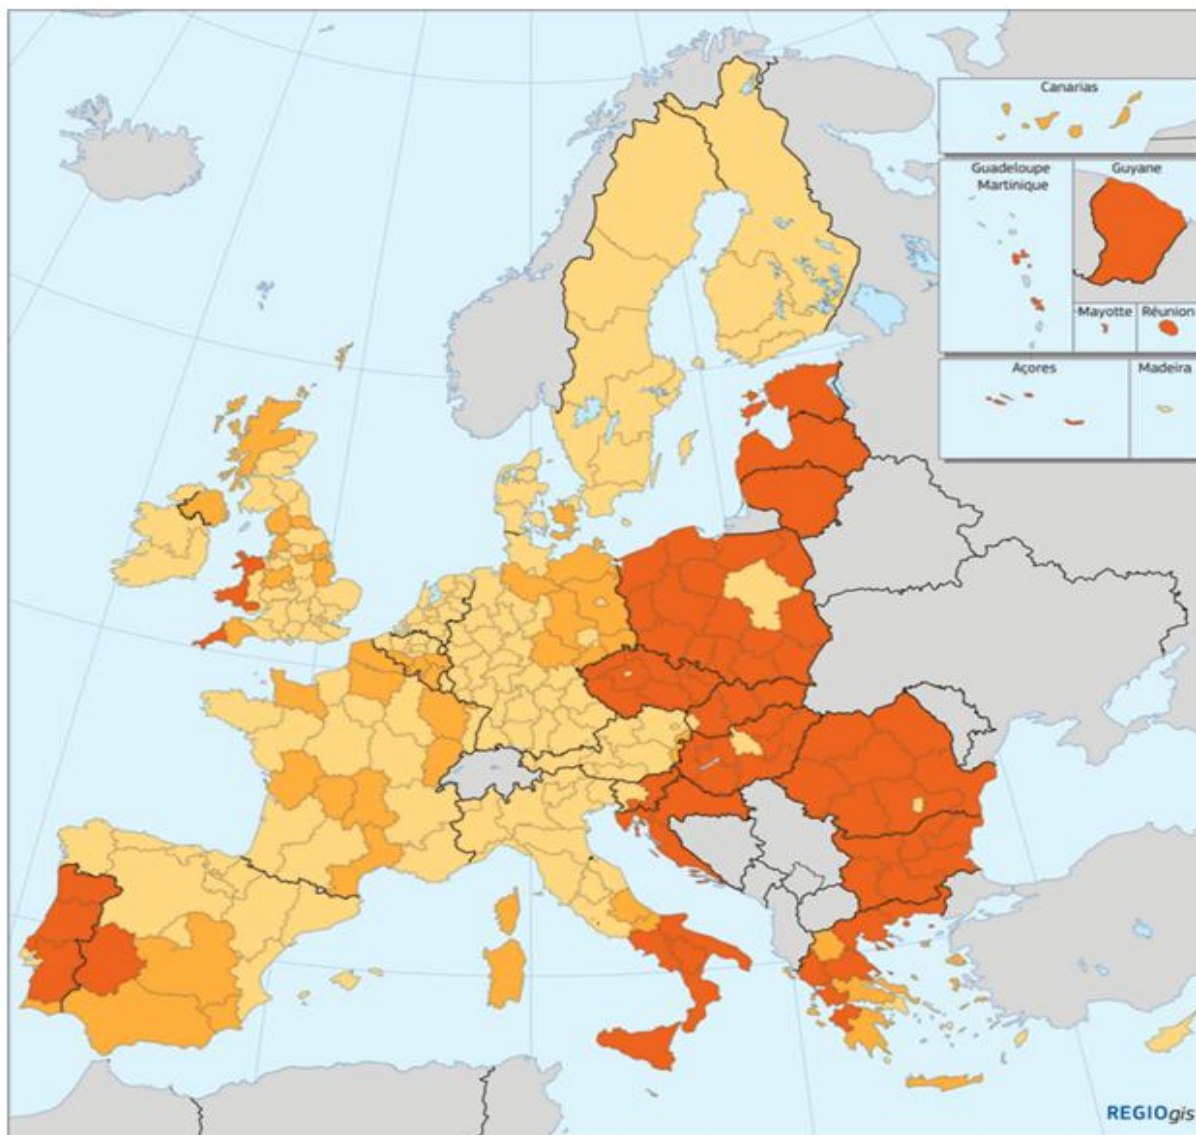 Canarias
Guadeloupe
Martinique
Guyane
Mayotte
Réunion
Açores
Madeira
REGIOgis